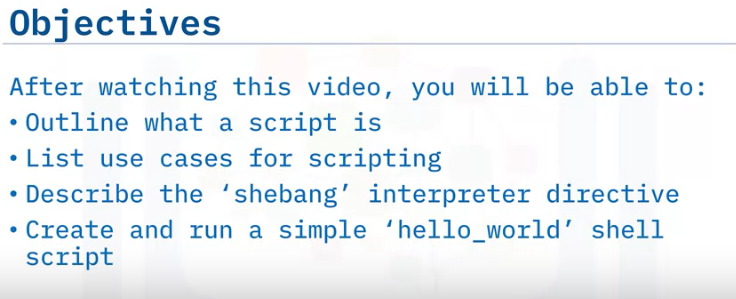 Objectives
After watching this video, you will be able to:
• Outline what a script is
• List use cases for scripting
• Describe the ‘shebang’ interpreter directive
• Create and run a simple ‘hello_world’ shell
script